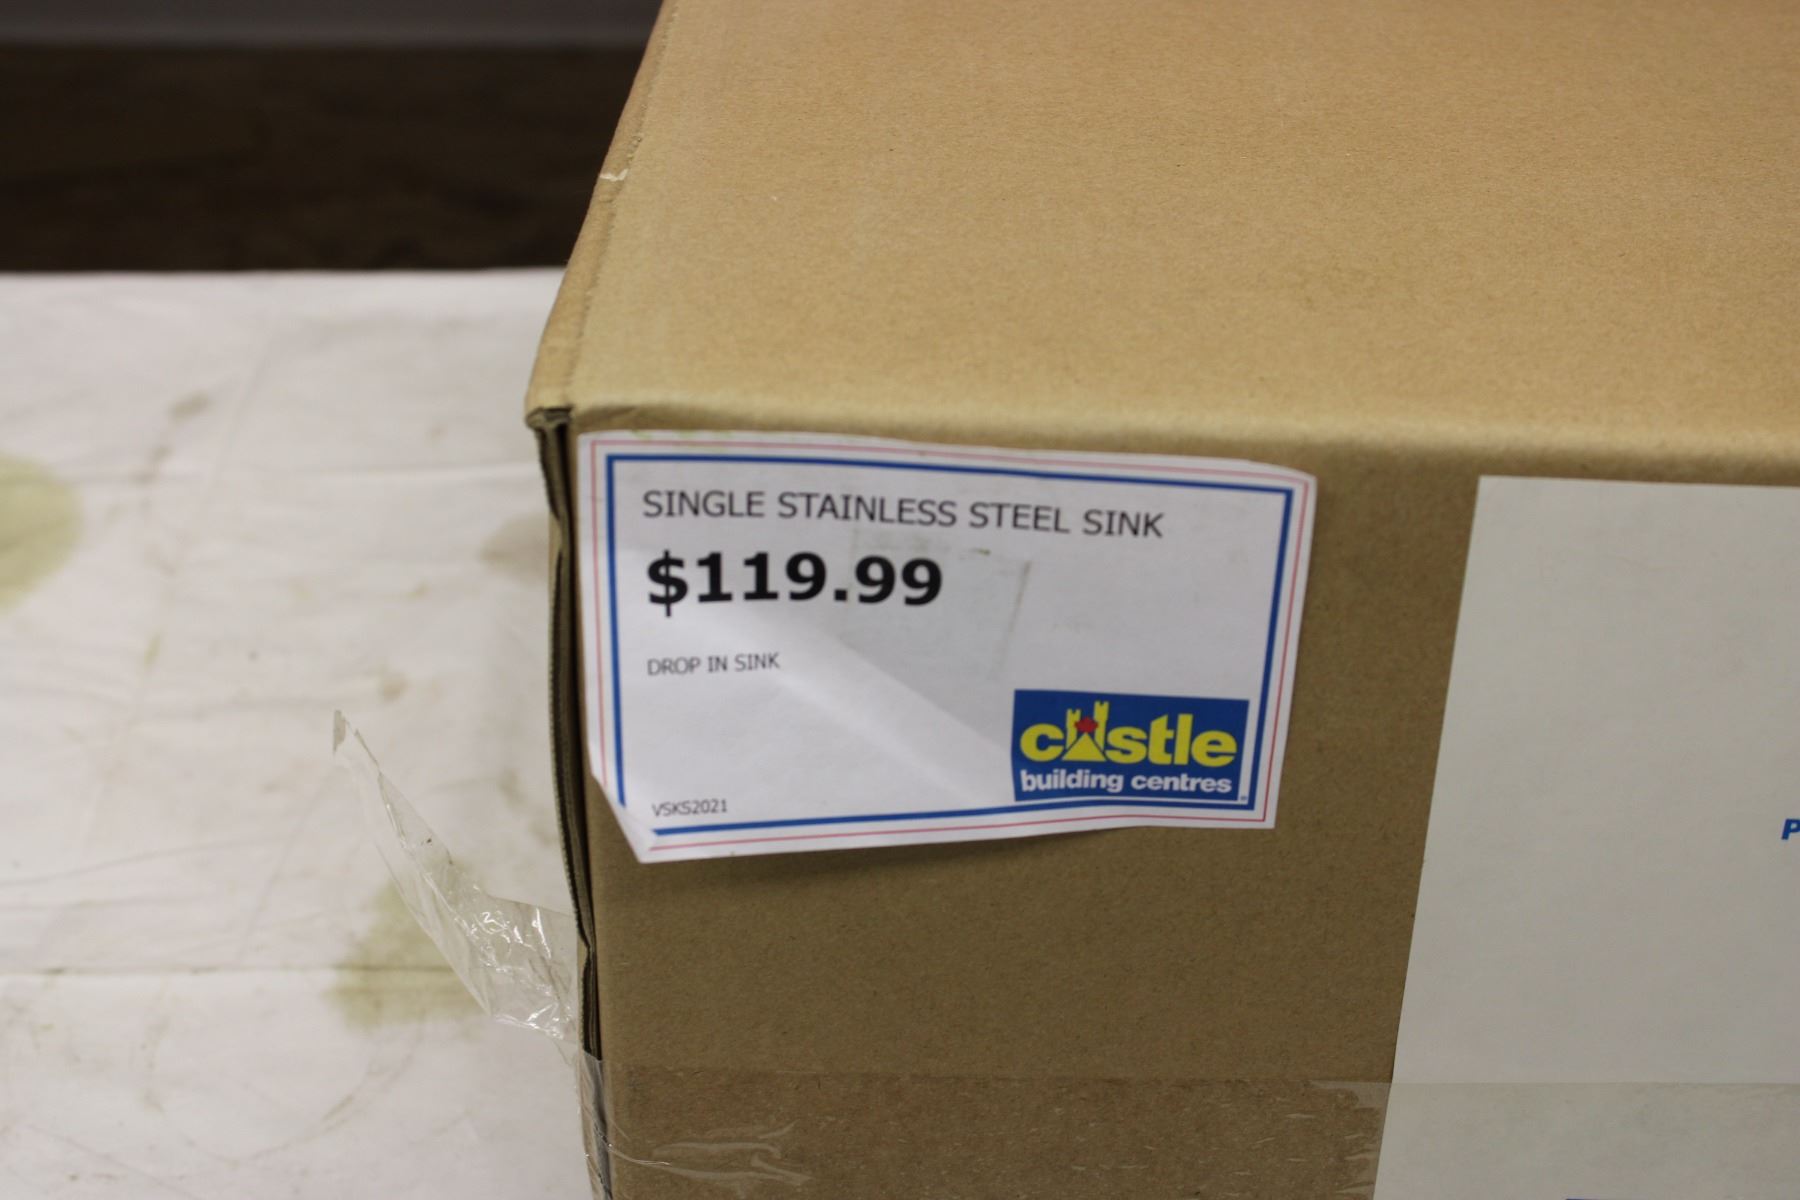 SINGLE STAINLESS STEEL SINK
$119.99
DROP IN SINK
castle
building centres
VSKS2021
P